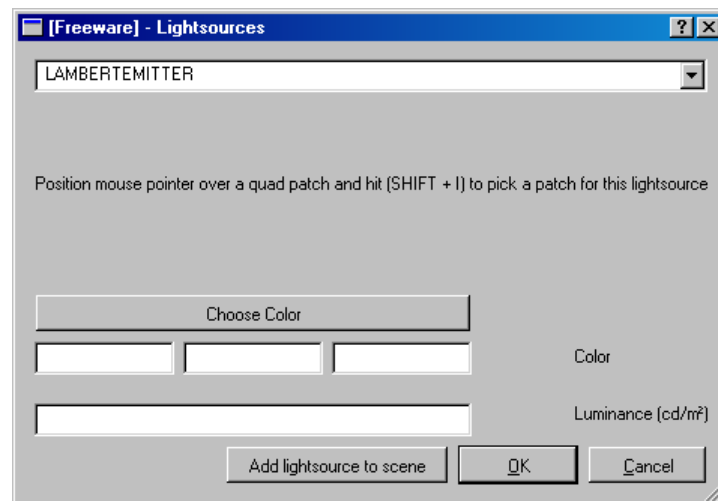 [Freeware] - Lightsources
LAMBERTEMITTER
Position mouse pointer over a quad patch and hit (SHIFT + I) to pick a patch for this lightsource
Choose Color
Color
Luminance (cd/m²)
Add lightsource to scene OK Cancel